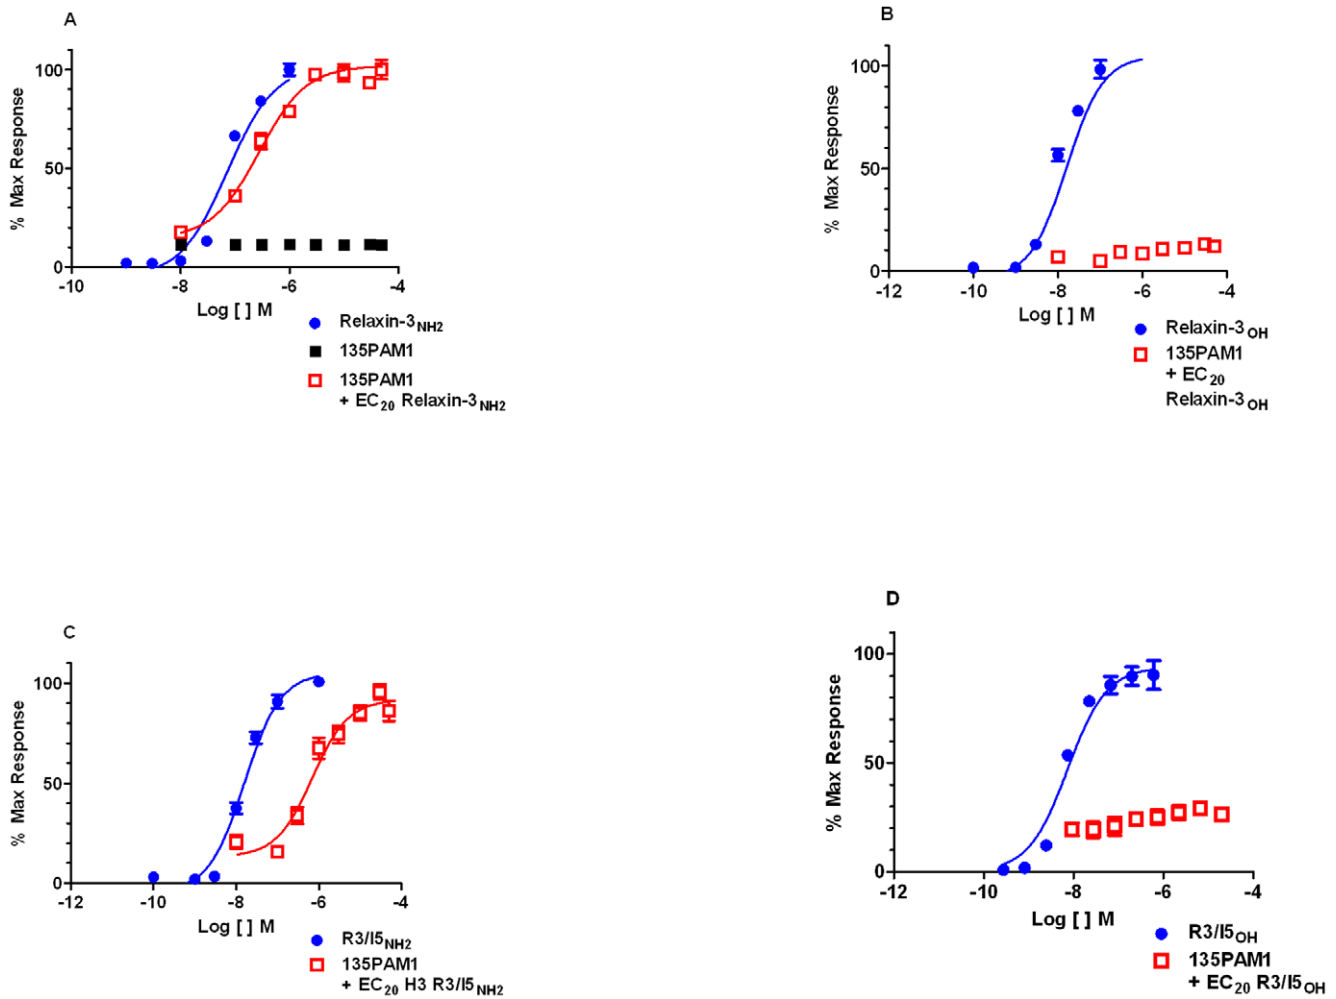 A
% Max Response
100
50
0
-10
-8
-6
-4
Log [ ] M
Relaxin-3NH2
135PAM1
135PAM1
+ EC20 Relaxin-3NH2
B
% Max Response
100
50
0
-12
-10
-8
-6
-4
Log [ ] M
Relaxin-3OH
135PAM1
+ EC20
Relaxin-3OH
C
% Max Response
100
50
0
-12
-10
-8
-6
-4
Log [ ] M
R3/I5NH2
135PAM1
+ EC20 H3 R3/I5NH2
D
% Max Response
100
50
0
-12
-10
-8
-6
-4
Log [ ] M
R3/I5OH
135PAM1
+ EC20 R3/I5OH